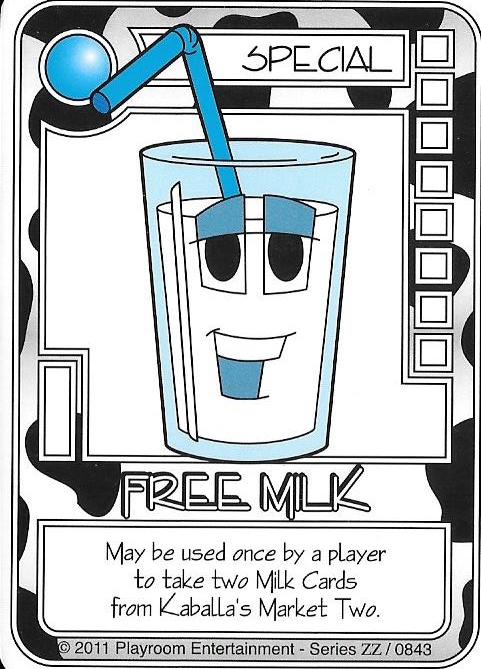 SPECIAL
FREE MILK
May be used once by a player
to take two Milk Cards
from Kaballa's Market Two.
© 2011 Playroom Entertainment - Series ZZ / 0843